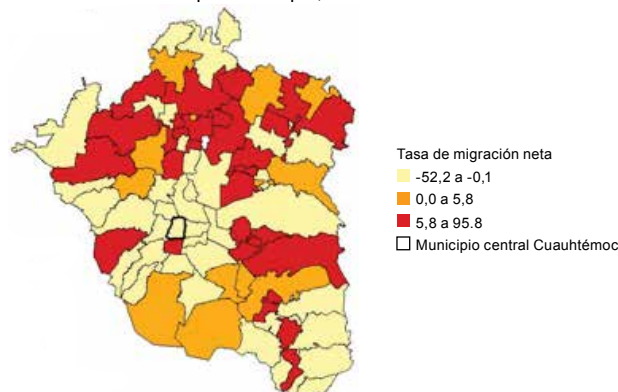 Tasa de migración neta
-52,2 a -0,1
0,0 a 5,8
5,8 a 95.8
Municipio central Cuauhtémoc